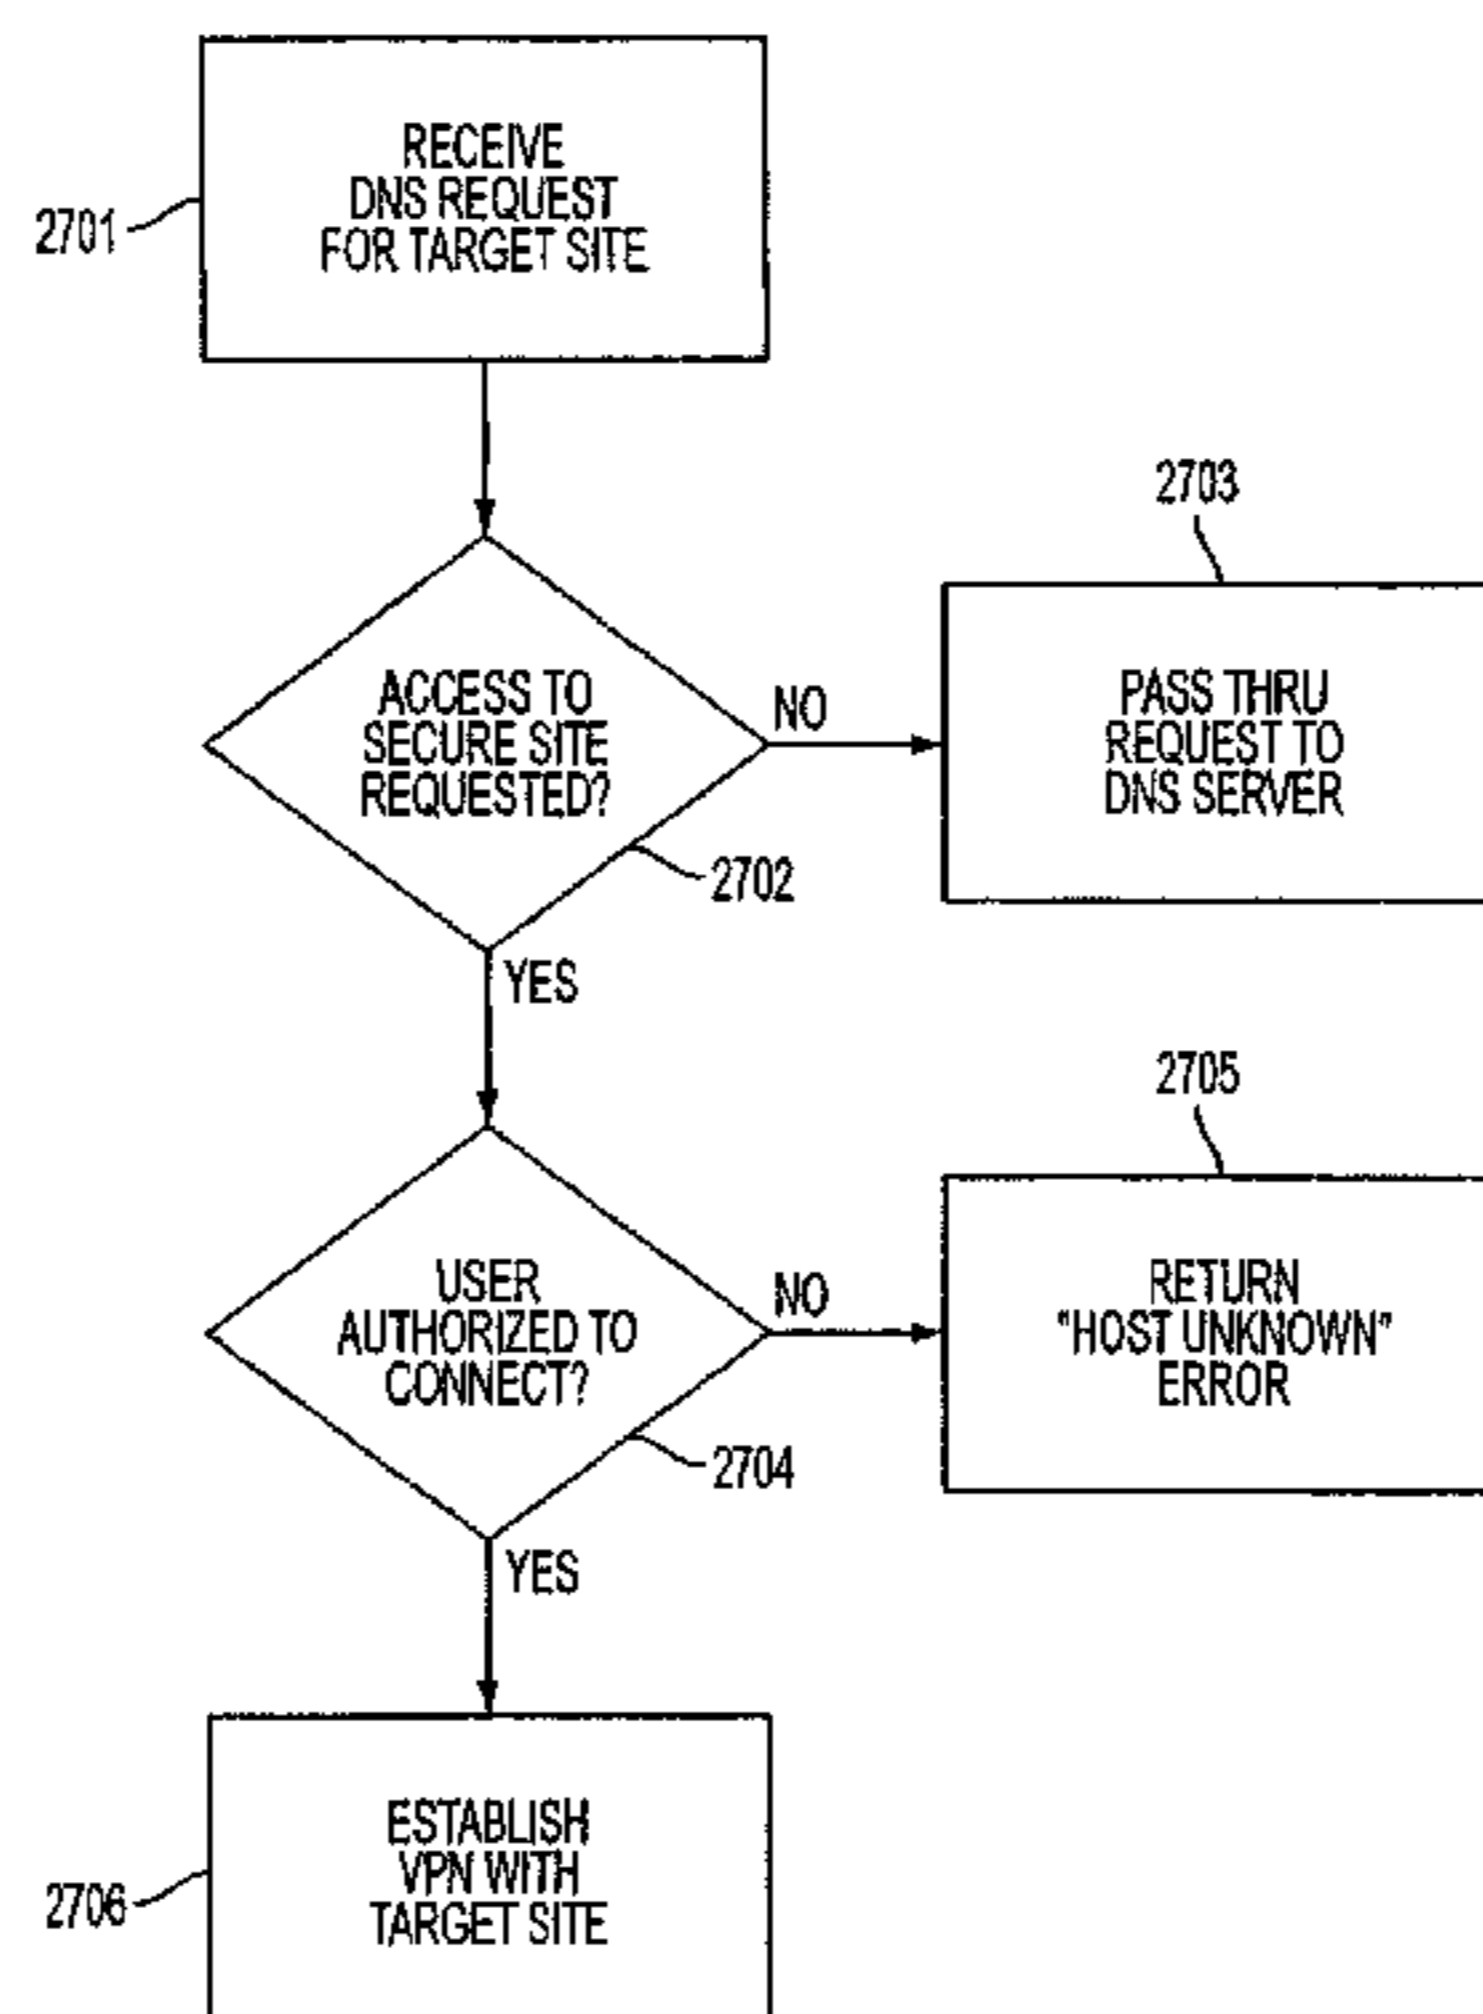 RECEIVE
DNS REQUEST
FOR TARGET SITE
2701
2703
ACCESS TO
SECURE SITE
REQUESTED?
NO
PASS THRU
REQUEST TO
DNS SERVER
2702
YES
2705
USER
AUTHORIZED TO
CONNECT?
NO
RETURN
"HOST UNKNOWN"
ERROR
2704
YES
ESTABLISH
VPN WITH
TARGET SITE
2706